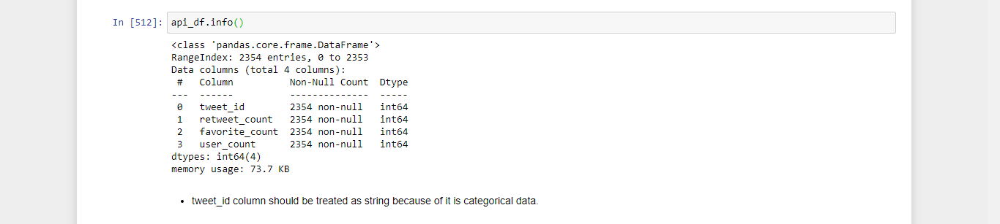 In [512]: api_df.info()
<class 'pandas.core.frame.DataFrame'>
RangeIndex: 2354 entries, 0 to 2353
Data columns (total 4 columns):
 #   Column          Non-Null Count  Dtype
---  ------          --------------  -----
 0   tweet_id        2354 non-null   int64
 1   retweet_count   2354 non-null   int64
 2   favorite_count  2354 non-null   int64
 3   user_count      2354 non-null   int64
dtypes: int64(4)
memory usage: 73.7 KB
• tweet_id column should be treated as string because of it is categorical data.